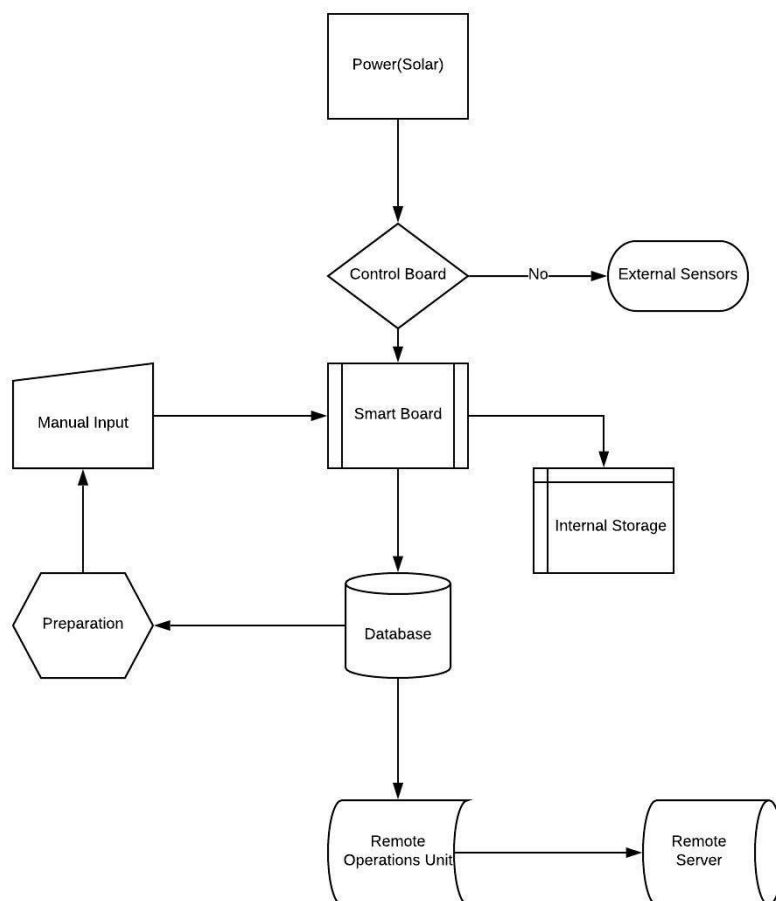 Power(Solar)
Control Board
No
External Sensors
Manual Input
Smart Board
Internal Storage
Preparation
Database
Remote
Operations Unit
Remote
Server